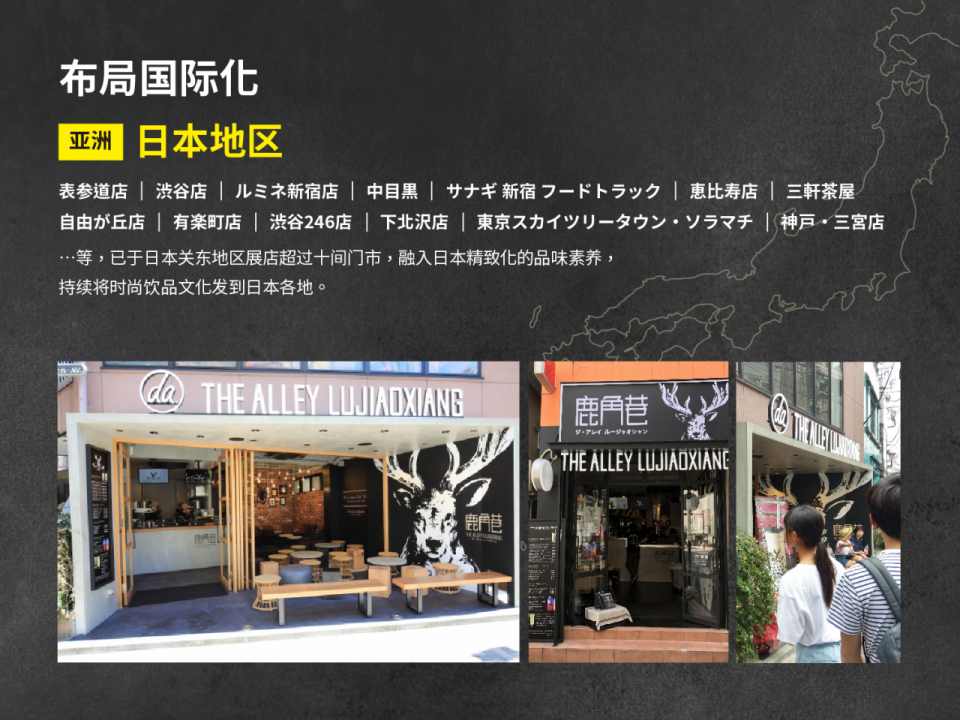 布局国际化
亚洲 日本地区
表参道店 | 渋谷店 | ルミネ新宿店 | 中目黒 | サナギ 新宿 フードトラック | 恵比寿店 | 三軒茶屋
自由が丘店 | 有楽町店 | 渋谷246店 | 下北沢店 | 東京スカイツリータウン・ソラマチ | 神戸・三宮店
…等，已于日本关东地区展店超过十间门市，融入日本精致化的品味素养，
持续将时尚饮品文化发到日本各地。
da THE ALLEY LUJIAOXIANG
鹿角巷
THE ALLEY LUJIAOXIANG
鹿角巷
鹿角巷
ジ・アレイ ルージャオシャン
THE ALLEY LUJIAOXIANG
da THE ALLEY LUJIAOXIANG